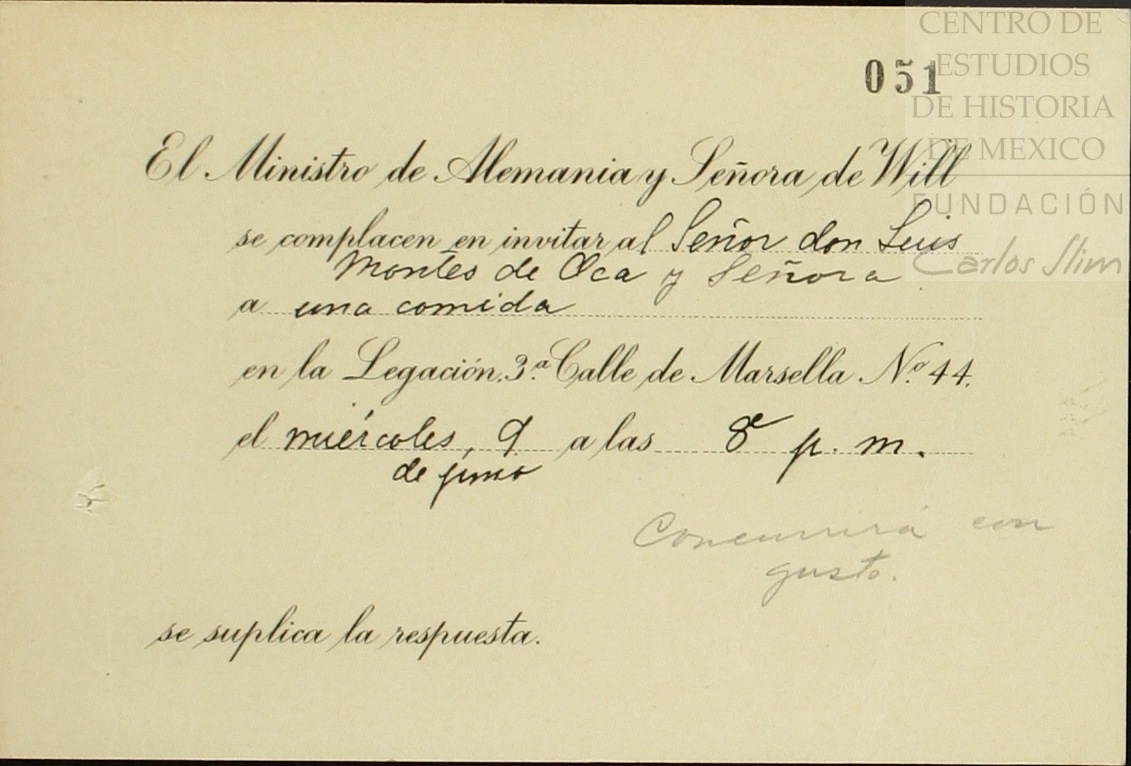 CENTRO DE
ESTUDIOS
DE HISTORIA
DE MEXICO
FUNDACIÓN
Carlos Slim
051
El Ministro de Alemania y Señora de Will
se complacen en invitar al Señor don Luis
Montes de Oca y Señora
a una comida
en la Legación, 3.ª Calle de Marsella No. 44.
el miércoles, 9 a las 8 p. m.
de junio
Concurrirá con
gusto.
se suplica la respuesta.